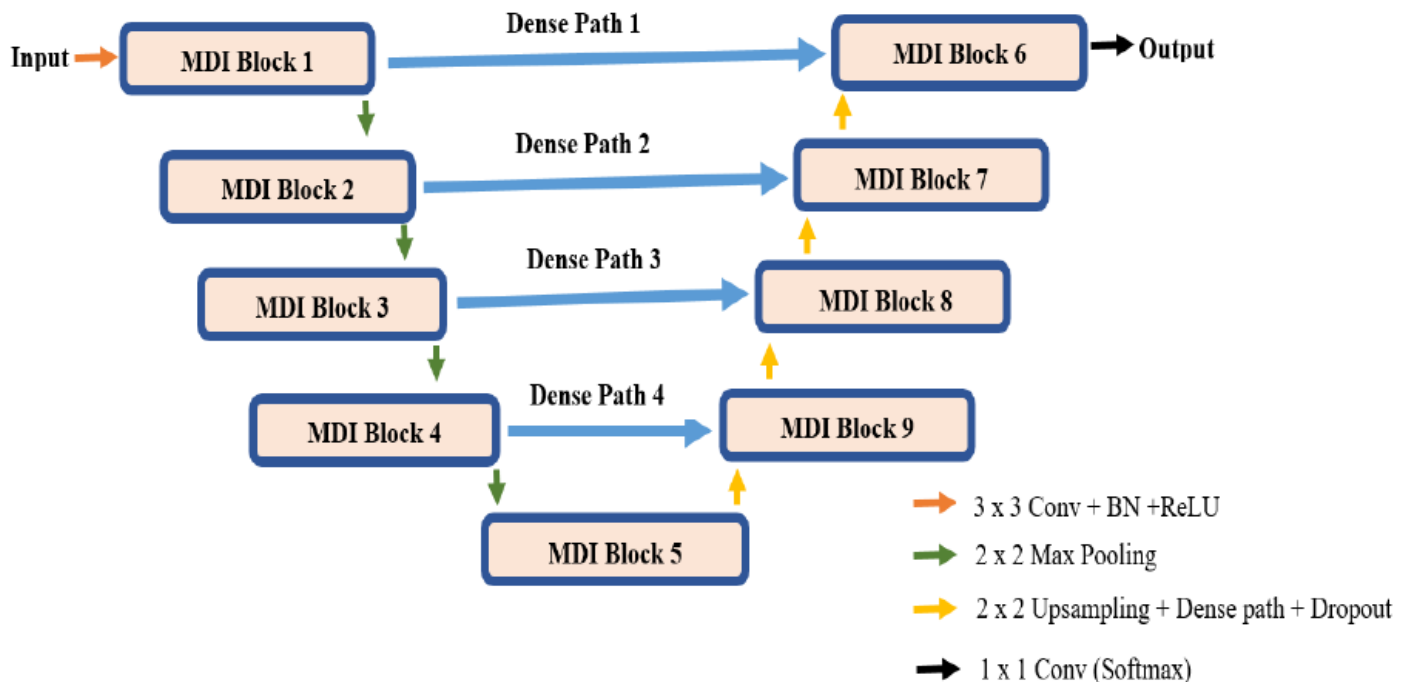 Dense Path 1
Input
MDI Block 1
MDI Block 6
Output
Dense Path 2
MDI Block 2
MDI Block 7
Dense Path 3
MDI Block 3
MDI Block 8
Dense Path 4
MDI Block 4
MDI Block 9
MDI Block 5
3 x 3 Conv + BN +ReLU
2 x 2 Max Pooling
2 x 2 Upsampling + Dense path + Dropout
1 x 1 Conv (Softmax)